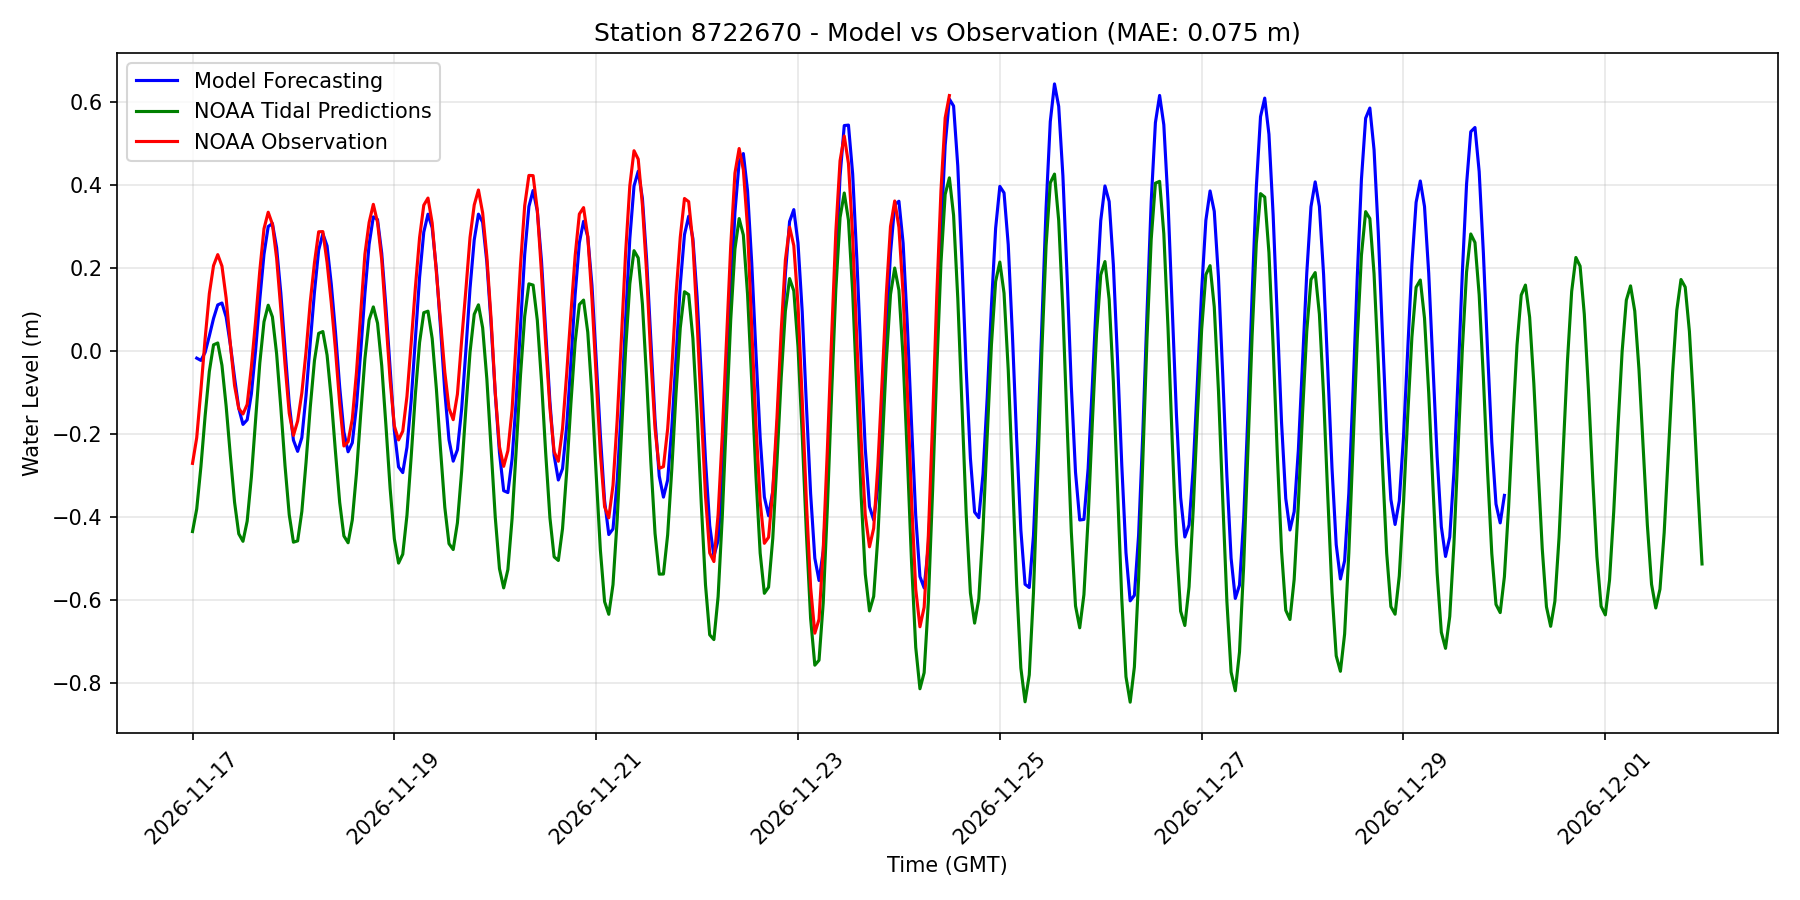 Station 8722670 - Model vs Observation (MAE: 0.075 m)
Model Forecasting
NOAA Tidal Predictions
NOAA Observation
Water Level (m)
0.6
0.4
0.2
0.0
−0.2
−0.4
−0.6
−0.8
2026-11-17
2026-11-19
2026-11-21
2026-11-23
2026-11-25
2026-11-27
2026-11-29
2026-12-01
Time (GMT)